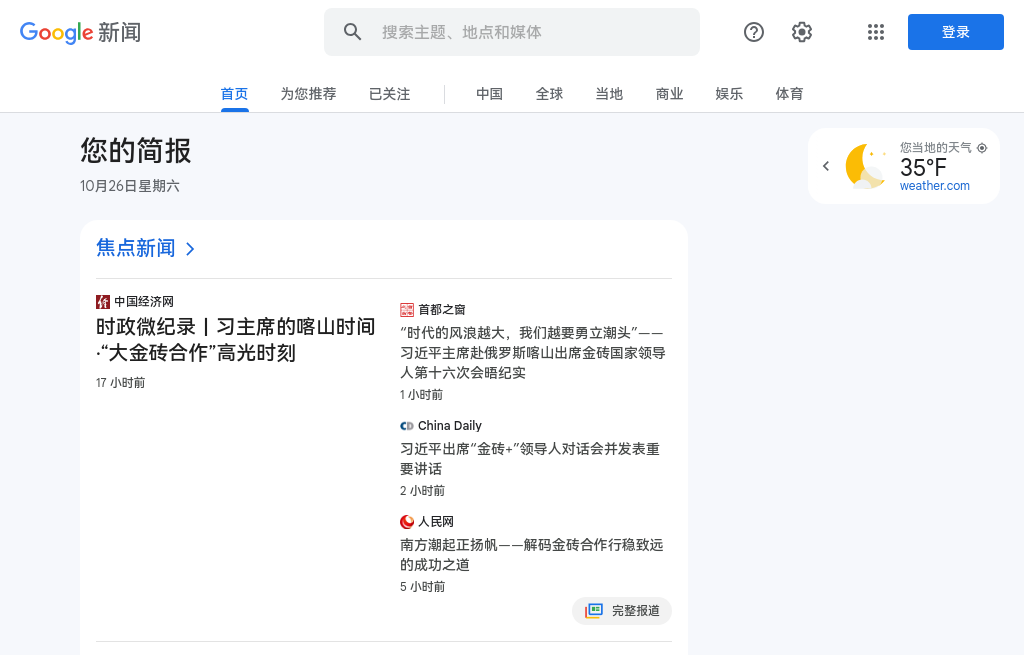 Google 新闻
搜索主题、地点和媒体
登录
首页 为您推荐 已关注 中国 全球 当地 商业 娱乐 体育
您的简报
10月26日星期六
您当地的天气
35°F
weather.com
焦点新闻
中国经济网
时政微纪录丨习主席的喀山时间
·“大金砖合作”高光时刻
17 小时前
首都之窗
“时代的风浪越大，我们越要勇立潮头”——
习近平主席赴俄罗斯喀山出席金砖国家领导
人第十六次会晤纪实
1 小时前
China Daily
习近平出席“金砖+”领导人对话会并发表重
要讲话
2 小时前
人民网
南方潮起正扬帆——解码金砖合作行稳致远
的成功之道
5 小时前
完整报道